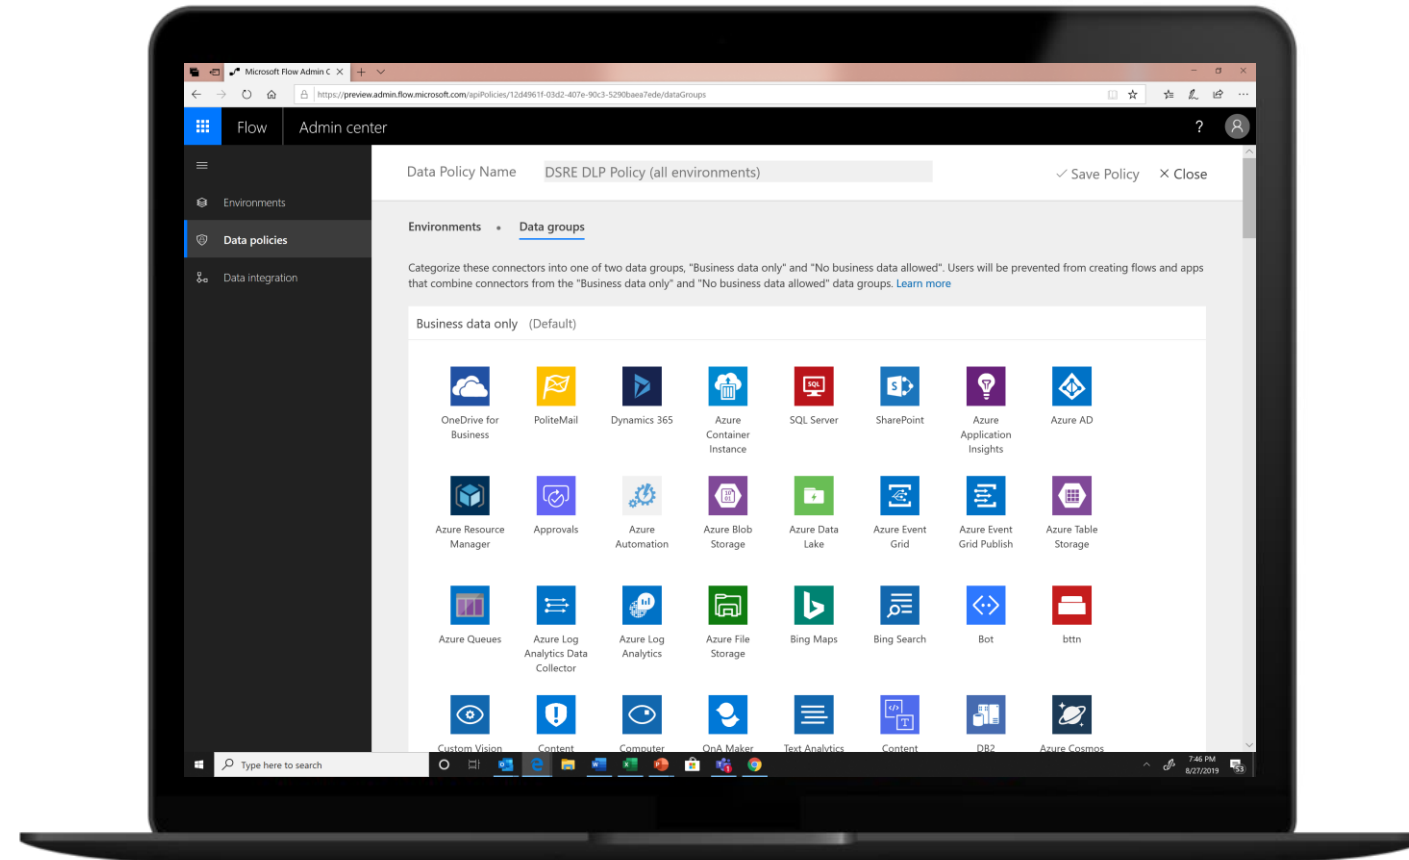 Microsoft Flow Admin C
https://preview.admin.flow.microsoft.com/apiPolicies/12d4961f-03d2-407e-90c3-5290baea7ede/dataGroups
Flow Admin center ?
Data Policy Name DSRE DLP Policy (all environments) Save Policy Close
Environments
Data policies
Data integration
Environments • Data groups
Categorize these connectors into one of two data groups, "Business data only" and "No business data allowed". Users will be prevented from creating flows and apps
that combine connectors from the "Business data only" and "No business data allowed" data groups. Learn more
Business data only (Default)
SQL
S
OneDrive for PoliteMail Dynamics 365 Azure SQL Server SharePoint Azure Azure AD
Business Container Application
Instance Insights
10
01
Azure Resource Approvals Azure Azure Blob Azure Data Azure Event Azure Event Azure Table
Manager Automation Storage Lake Grid Grid Publish Storage
Azure Queues Azure Log Azure Log Azure File Bing Maps Bing Search Bot bttn
Analytics Data Analytics Storage
Collector
T
Custom Vision Content Computer QnA Maker Text Analytics Content DB2 Azure Cosmos
Type here to search
7:46 PM
8/27/2019
53